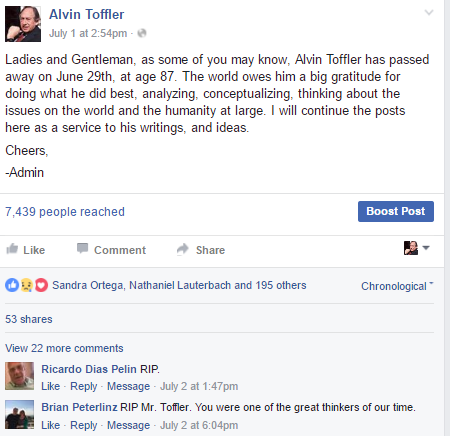 Alvin Toffler
July 1 at 2:54pm ·
Ladies and Gentleman, as some of you may know, Alvin Toffler has passed
away on June 29th, at age 87. The world owes him a big gratitude for
doing what he did best, analyzing, conceptualizing, thinking about the
issues on the world and the humanity at large. I will continue the posts
here as a service to his writings, and ideas.
Cheers,
-Admin
7,439 people reached
Boost Post
Like Comment Share
Sandra Ortega, Nathaniel Lauterbach and 195 others Chronological
53 shares
View 22 more comments
Ricardo Dias Pelin RIP.
Like · Reply · Message · July 2 at 1:47pm
Brian Peterlinz RIP Mr. Toffler. You were one of the great thinkers of our time.
Like · Reply · Message · July 2 at 6:04pm